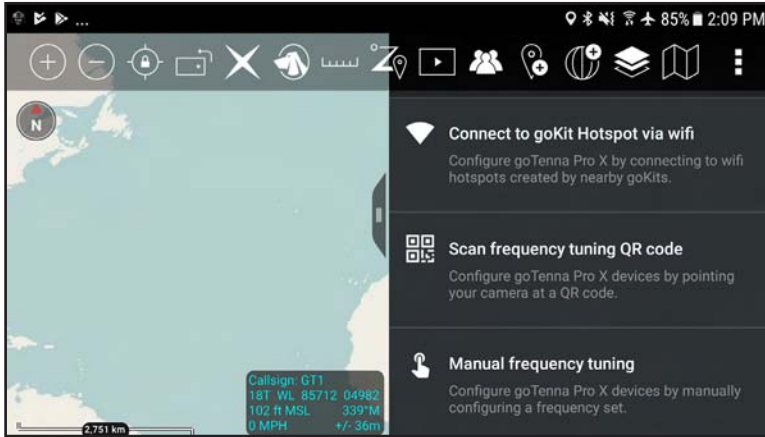 ... 85% 2:09 PM
N
Connect to goKit Hotspot via wifi
Configure goTenna Pro X by connecting to wifi
hotspots created by nearby goKits.
Scan frequency tuning QR code
Configure goTenna Pro X devices by pointing
your camera at a QR code.
Manual frequency tuning
Configure goTenna Pro X devices by manually
configuring a frequency set.
Callsign: GT1
18T WL 85712 04982
102 ft MSL 339°M
0 MPH +/- 36m
2,751 km